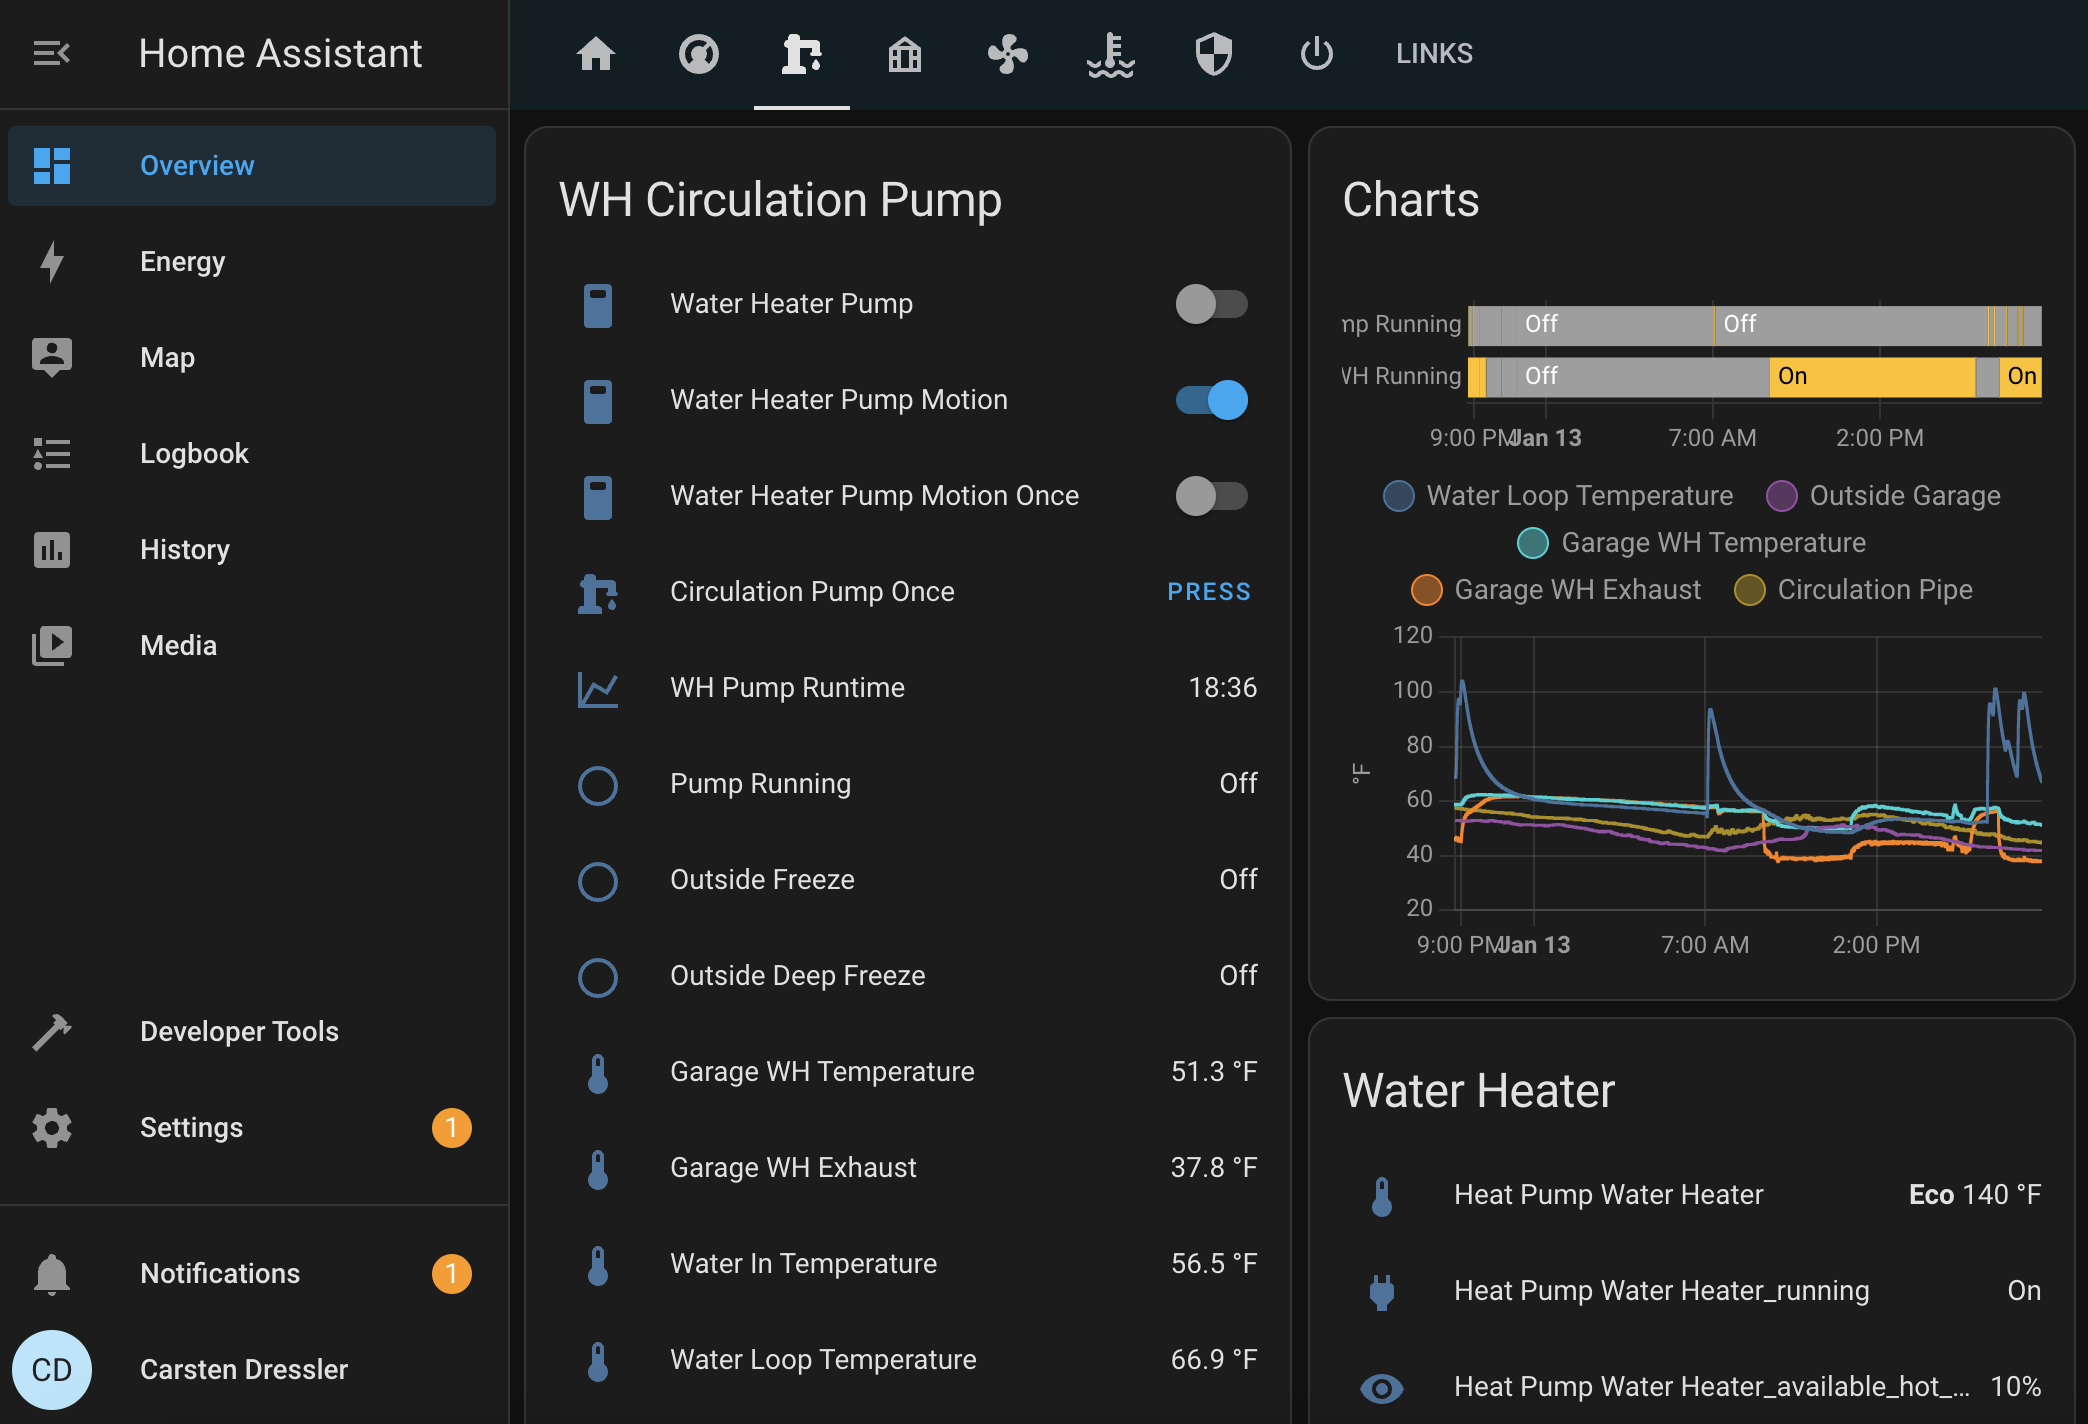 Home Assistant
LINKS
Overview
Energy
Map
Logbook
History
Media
Developer Tools
Settings 1
Notifications 1
CD Carsten Dressler
WH Circulation Pump
Water Heater Pump
Water Heater Pump Motion
Water Heater Pump Motion Once
Circulation Pump Once PRESS
WH Pump Runtime 18:36
Pump Running Off
Outside Freeze Off
Outside Deep Freeze Off
Garage WH Temperature 51.3 °F
Garage WH Exhaust 37.8 °F
Water In Temperature 56.5 °F
Water Loop Temperature 66.9 °F
Charts
mp Running Off Off
WH Running Off On On
9:00 PM Jan 13 7:00 AM 2:00 PM
Water Loop Temperature Outside Garage
Garage WH Temperature
Garage WH Exhaust Circulation Pipe
120
100
80
60
40
20
°F
9:00 PM Jan 13 7:00 AM 2:00 PM
Water Heater
Heat Pump Water Heater Eco 140 °F
Heat Pump Water Heater_running On
Heat Pump Water Heater_available_hot_... 10%